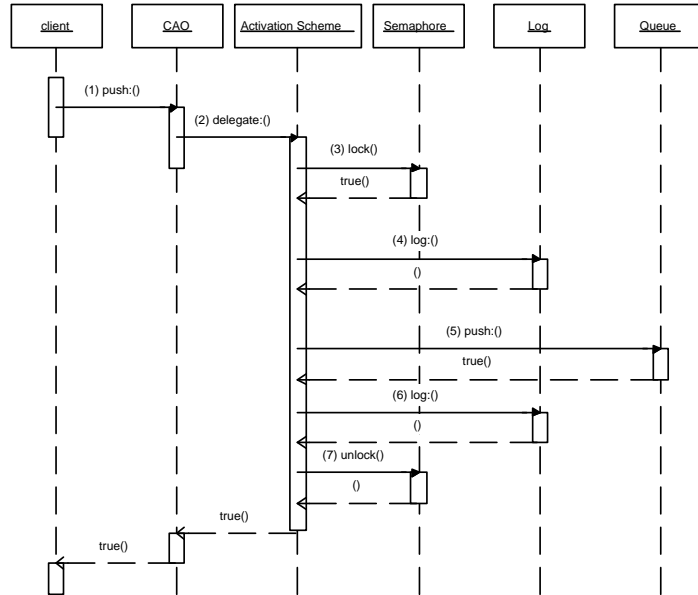 client CAO Activation Scheme Semaphore Log Queue
(1) push:()
(2) delegate:()
(3) lock()
true()
(4) log:()
()
(5) push:()
true()
(6) log:()
()
(7) unlock()
()
true()
true()